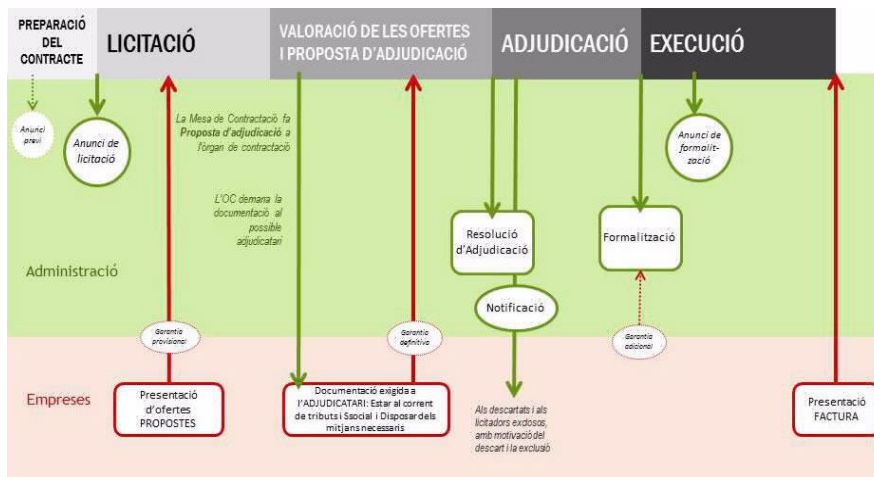 PREPARACIÓ
DEL
CONTRACTE
LICITACIÓ
VALORACIÓ DE LES OFERTES
I PROPOSTA D'ADJUDICACIÓ
ADJUDICACIÓ
EXECUCIÓ
Anunci
previ
Anunci de
licitació
La Mesa de Contractació fa
Proposta d'adjudicació a
l'òrgan de contractació
L'OC demana la
documentació al
possible
adjudicatari
Resolució
d'Adjudicació
Notificació
Formalització
Anunci de
formalit-
zació
Administració
Garantia
provisional
Garantia
definitiva
Garantia
adicional
Empreses
Presentació
d'ofertes
PROPOSTES
Documentació exigida a
l'ADJUDICATARI: Estar al corrent
de tributs i Ssocial i Disposar dels
mitjans necessaris
Als descartats i als
licitadors exclosos,
amb motivació del
descart i la exclusió
Presentació
FACTURA